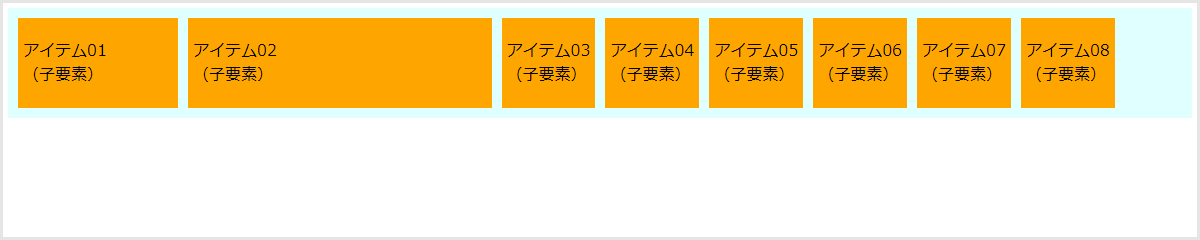 アイテム01
（子要素）
アイテム02
（子要素）
アイテム03
（子要素）
アイテム04
（子要素）
アイテム05
（子要素）
アイテム06
（子要素）
アイテム07
（子要素）
アイテム08
（子要素）